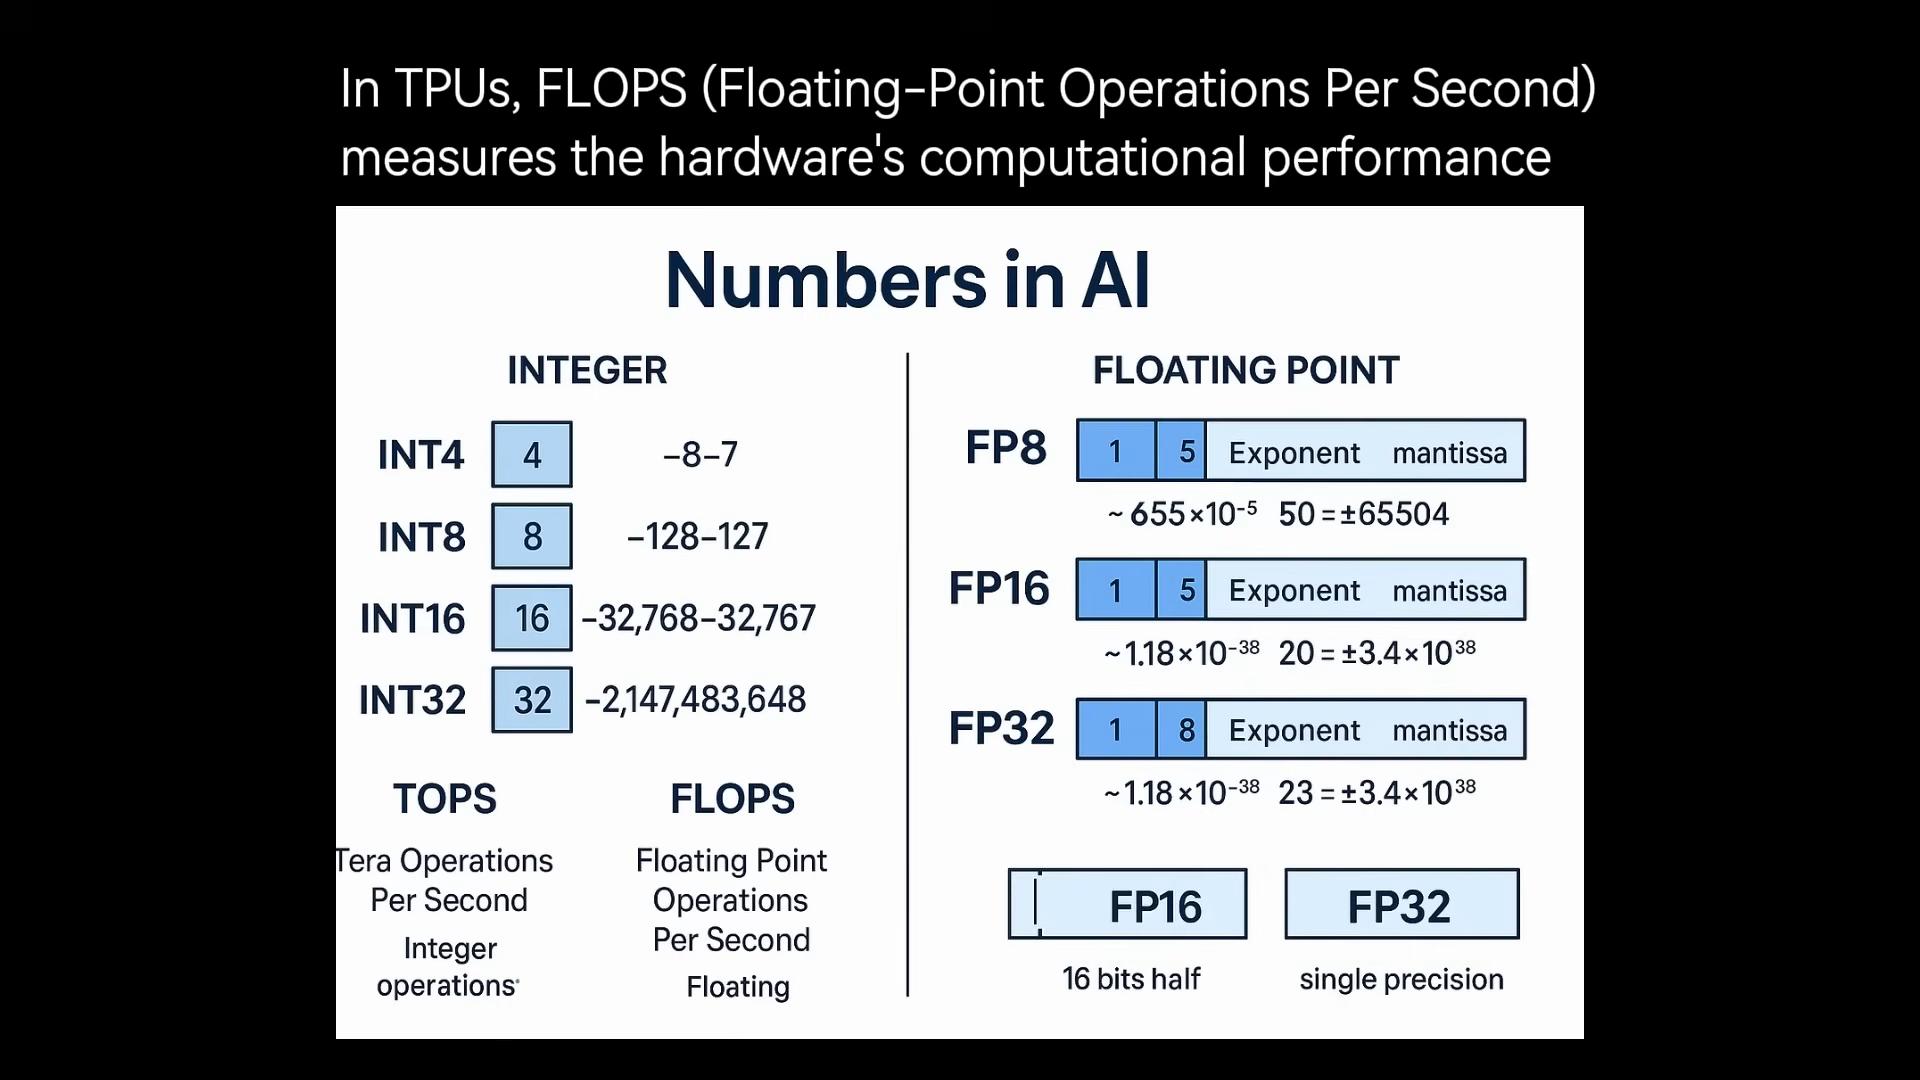 In TPUs, FLOPS (Floating-Point Operations Per Second)
measures the hardware's computational performance
Numbers in AI
INTEGER
INT4 4 –8–7
INT8 8 –128–127
INT16 16 –32,768–32,767
INT32 32 –2,147,483,648
TOPS
Tera Operations
Per Second
Integer
operations
FLOPS
Floating Point
Operations
Per Second
Floating
FLOATING POINT
FP8 1 5 Exponent mantissa
~ 655×10⁻⁵ 50 = ±65504
FP16 1 5 Exponent mantissa
~1.18×10⁻³⁸ 20 = ±3.4×10³⁸
FP32 1 8 Exponent mantissa
~1.18×10⁻³⁸ 23 = ±3.4×10³⁸
FP16 FP32
16 bits half single precision